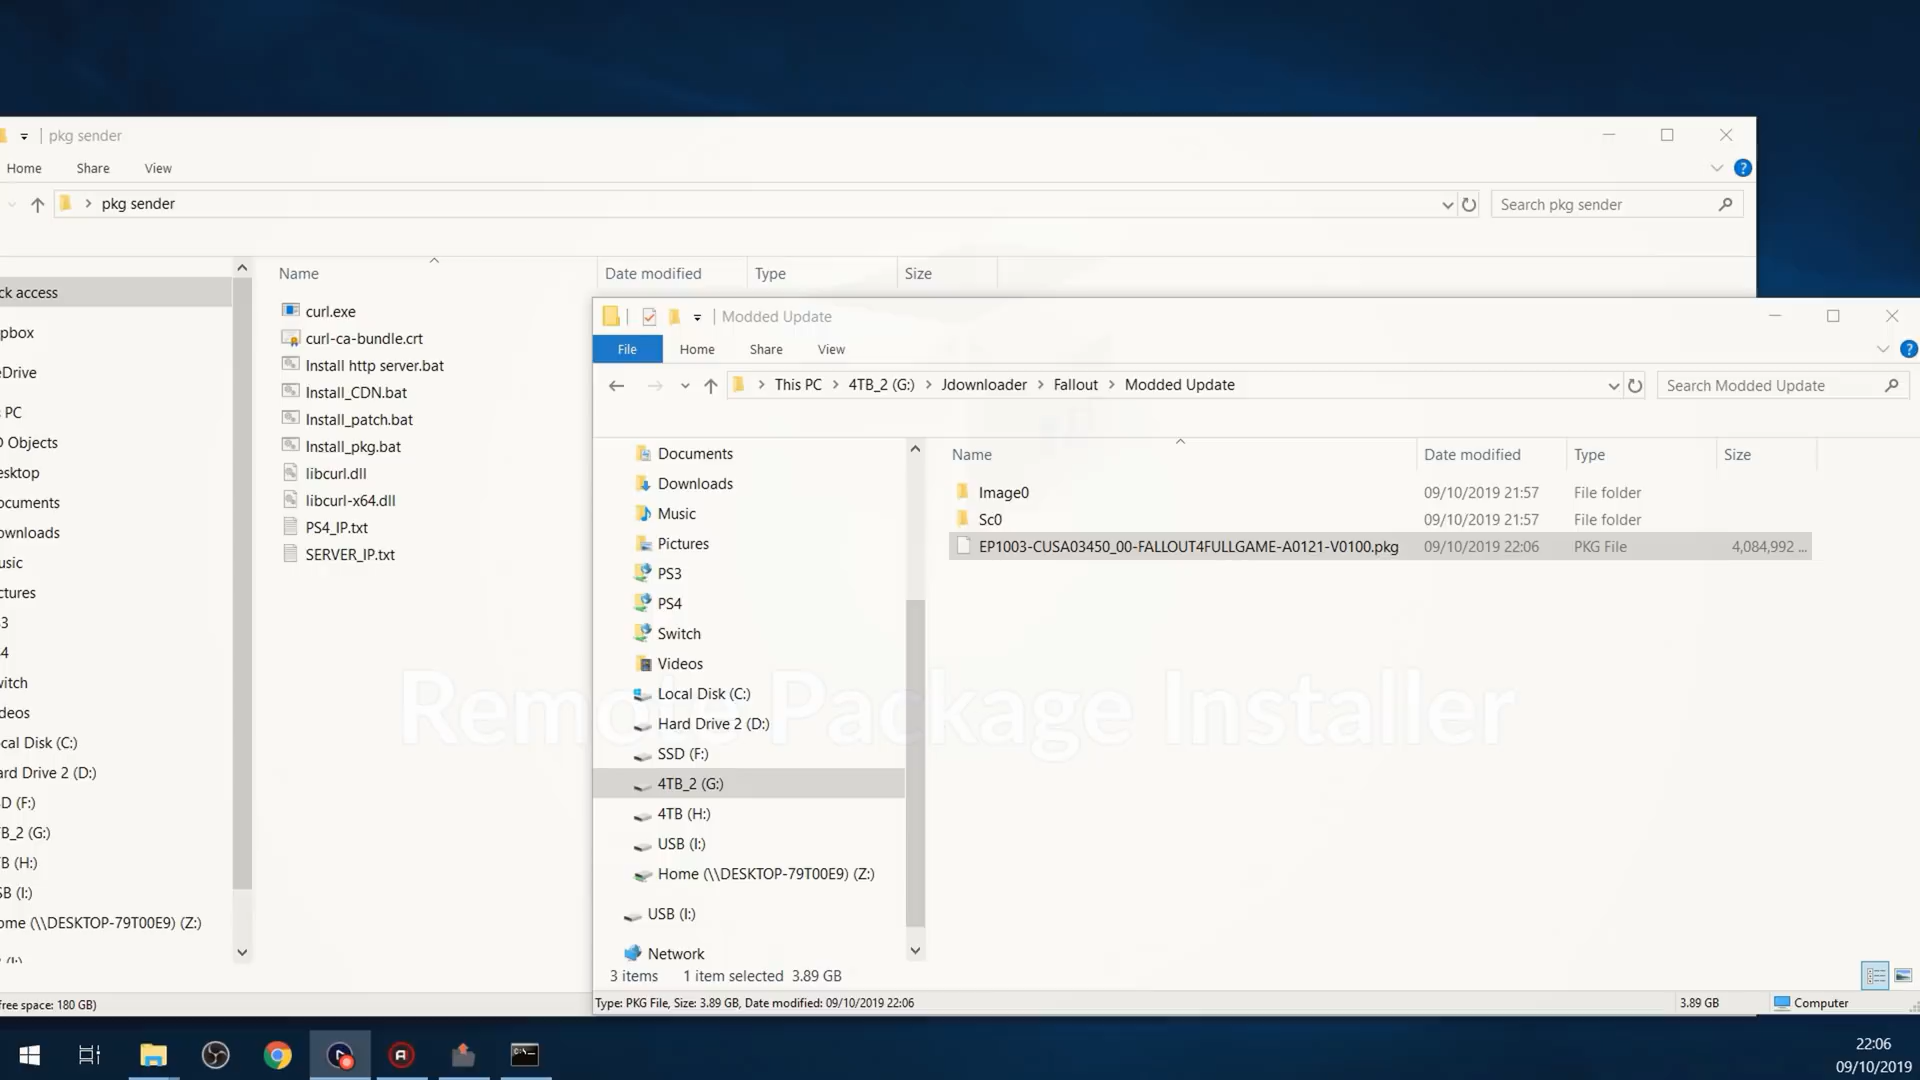 pkg sender
Home Share View
pkg sender
Search pkg sender
Name Date modified Type Size
ck access
pbox
eDrive
PC
D Objects
esktop
ocuments
ownloads
usic
ctures
3
4
witch
deos
cal Disk (C:)
ard Drive 2 (D:)
D (F:)
B_2 (G:)
B (H:)
SB (I:)
ome (\\DESKTOP-79T00E9) (Z:)
free space: 180 GB)
curl.exe
curl-ca-bundle.crt
Install http server.bat
Install_CDN.bat
Install_patch.bat
Install_pkg.bat
libcurl.dll
libcurl-x64.dll
PS4_IP.txt
SERVER_IP.txt
Modded Update
File Home Share View
This PC > 4TB_2 (G:) > Jdownloader > Fallout > Modded Update
Search Modded Update
Documents
Downloads
Music
Pictures
PS3
PS4
Switch
Videos
Local Disk (C:)
Hard Drive 2 (D:)
SSD (F:)
4TB_2 (G:)
4TB (H:)
USB (I:)
Home (\\DESKTOP-79T00E9) (Z:)
USB (I:)
Network
Name Date modified Type Size
Image0 09/10/2019 21:57 File folder
Sc0 09/10/2019 21:57 File folder
EP1003-CUSA03450_00-FALLOUT4FULLGAME-A0121-V0100.pkg 09/10/2019 22:06 PKG File 4,084,992 ...
Remote Package Installer
3 items 1 item selected 3.89 GB
Type: PKG File, Size: 3.89 GB, Date modified: 09/10/2019 22:06 3.89 GB Computer
22:06
09/10/2019